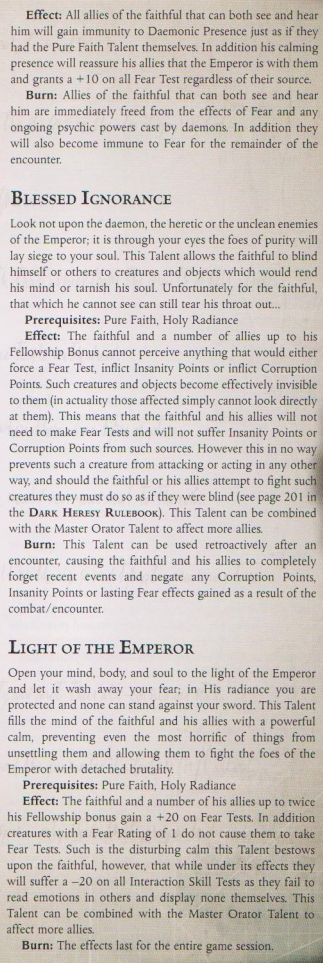 Effect: All allies of the faithful that can both see and hear
him will gain immunity to Daemonic Presence just as if they
had the Pure Faith Talent themselves. In addition his calming
presence will reassure his allies that the Emperor is with them
and grants a +10 on all Fear Test regardless of their source.
Burn: Allies of the faithful that can both see and hear
him are immediately freed from the effects of Fear and any
ongoing psychic powers cast by daemons. In addition they
will also become immune to Fear for the remainder of the
encounter.
BLESSED IGNORANCE
Look not upon the daemon, the heretic or the unclean enemies
of the Emperor; it is through your eyes the foes of purity will
lay siege to your soul. This Talent allows the faithful to blind
himself or others to creatures and objects which would rend
his mind or tarnish his soul. Unfortunately for the faithful,
that which he cannot see can still tear his throat out...
Prerequisites: Pure Faith, Holy Radiance
Effect: The faithful and a number of allies up to his
Fellowship Bonus cannot perceive anything that would either
force a Fear Test, inflict Insanity Points or inflict Corruption
Points. Such creatures and objects become effectively invisible
to them (in actuality those affected simply cannot look directly
at them). This means that the faithful and his allies will not
need to make Fear Tests and will not suffer Insanity Points or
Corruption Points from such sources. However this in no way
prevents such a creature from attacking or acting in any other
way, and should the faithful or his allies attempt to fight such
creatures they must do so as if they were blind (see page 201 in
the DARK HERESY RULEBOOK). This Talent can be combined
with the Master Orator Talent to affect more allies.
Burn: This Talent can be used retroactively after an
encounter, causing the faithful and his allies to completely
forget recent events and negate any Corruption Points,
Insanity Points or lasting Fear effects gained as a result of the
combat/encounter.
LIGHT OF THE EMPEROR
Open your mind, body, and soul to the light of the Emperor
and let it wash away your fear; in His radiance you are
protected and none can stand against your sword. This Talent
fills the mind of the faithful and his allies with a powerful
calm, preventing even the most horrific of things from
unsettling them and allowing them to fight the foes of the
Emperor with detached brutality.
Prerequisites: Pure Faith, Holy Radiance
Effect: The faithful and a number of his allies up to twice
his Fellowship bonus gain a +20 on Fear Tests. In addition
creatures with a Fear Rating of 1 do not cause them to take
Fear Tests. Such is the disturbing calm this Talent bestows
upon the faithful, however, that while under its effects they
will suffer a –20 on all Interaction Skill Tests as they fail to
read emotions in others and display none themselves. This
Talent can be combined with the Master Orator Talent to
affect more allies.
Burn: The effects last for the entire game session.